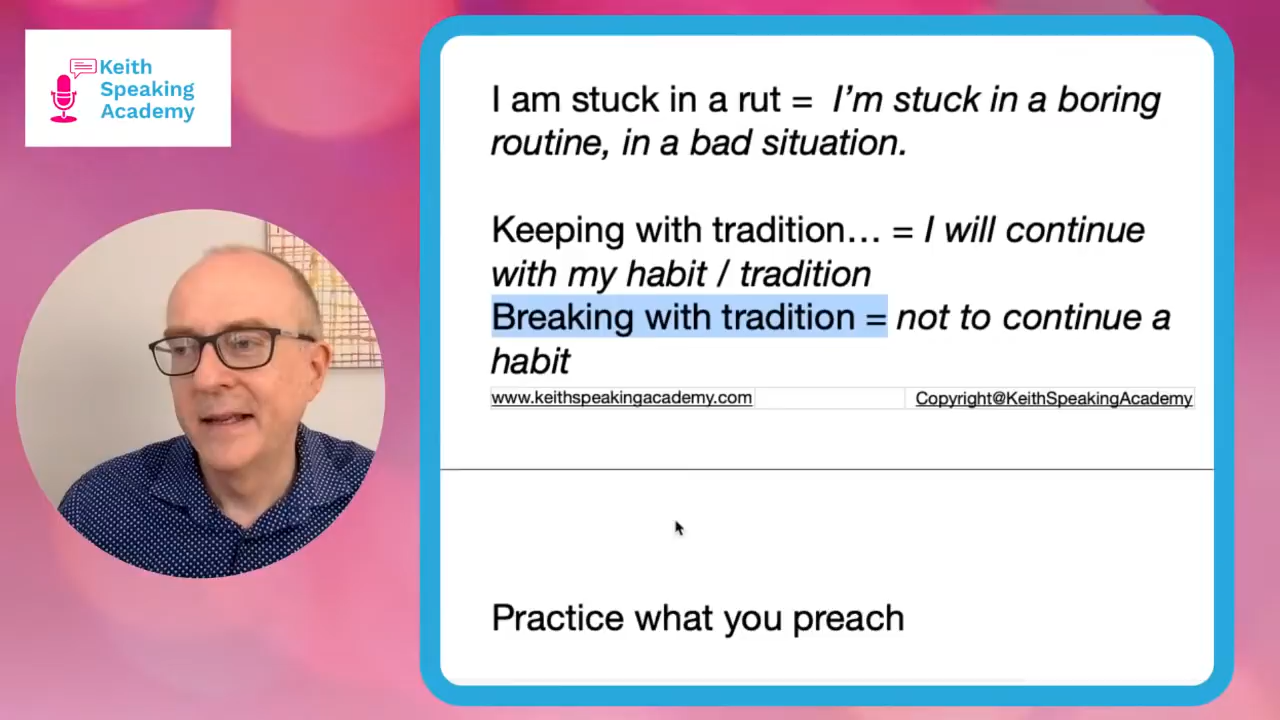 Keith
Speaking
Academy
I am stuck in a rut = I'm stuck in a boring
routine, in a bad situation.
Keeping with tradition… = I will continue
with my habit / tradition
Breaking with tradition = not to continue a
habit
www.keithspeakingacademy.com Copyright@KeithSpeakingAcademy
Practice what you preach